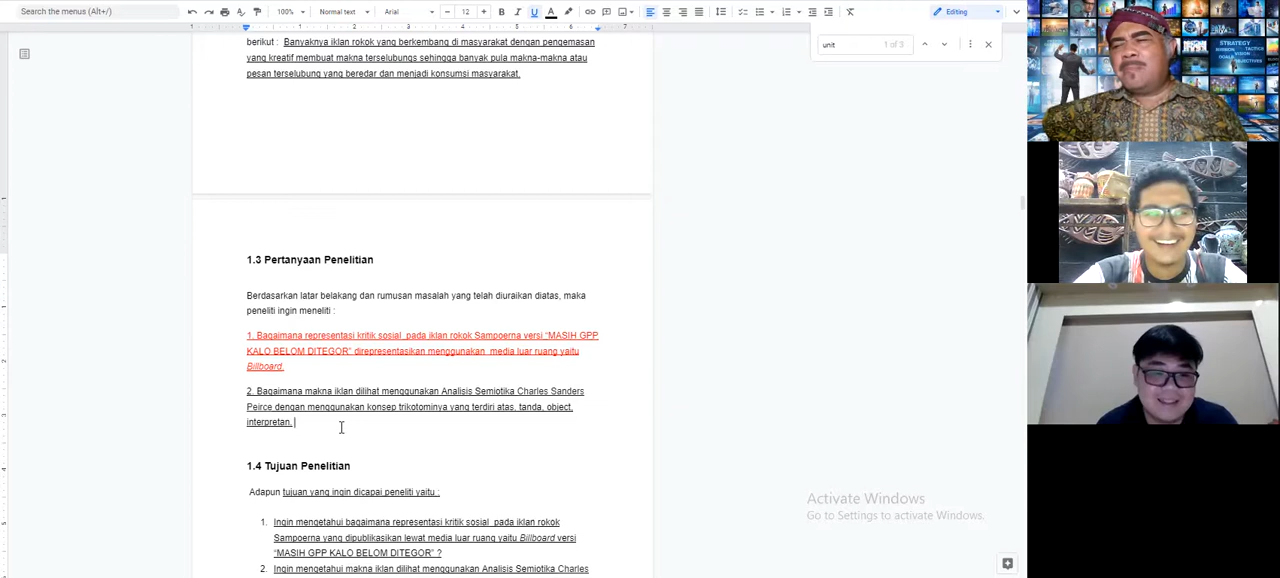 Search the menus (Alt+/)
100%
Normal text
Arial
12
B I U A
Editing
unit
1 of 3
berikut : Banyaknya iklan rokok yang berkembang di masyarakat dengan pengemasan
yang kreatif membuat makna terselubungs sehingga banyak pula makna-makna atau
pesan terselubung yang beredar dan menjadi konsumsi masyarakat.
1.3 Pertanyaan Penelitian
Berdasarkan latar belakang dan rumusan masalah yang telah diuraikan diatas, maka
peneliti ingin meneliti :
1. Bagaimana representasi kritik sosial  pada iklan rokok Sampoerna versi “MASIH GPP
KALO BELOM DITEGOR” direpresentasikan menggunakan  media luar ruang yaitu
Billboard.
2. Bagaimana makna iklan dilihat menggunakan Analisis Semiotika Charles Sanders
Peirce dengan menggunakan konsep trikotominya yang terdiri atas, tanda, object,
interpretan.
1.4 Tujuan Penelitian
Adapun tujuan yang ingin dicapai peneliti yaitu :
1. Ingin mengetahui bagaimana representasi kritik sosial  pada iklan rokok
Sampoerna yang dipublikasikan lewat media luar ruang yaitu Billboard versi
“MASIH GPP KALO BELOM DITEGOR” ?
2. Ingin mengetahui makna iklan dilihat menggunakan Analisis Semiotika Charles
Activate Windows
Go to Settings to activate Windows.
STRATEGY
MISSION
TACTICS
VISION
GOALS
OBJECTIVES